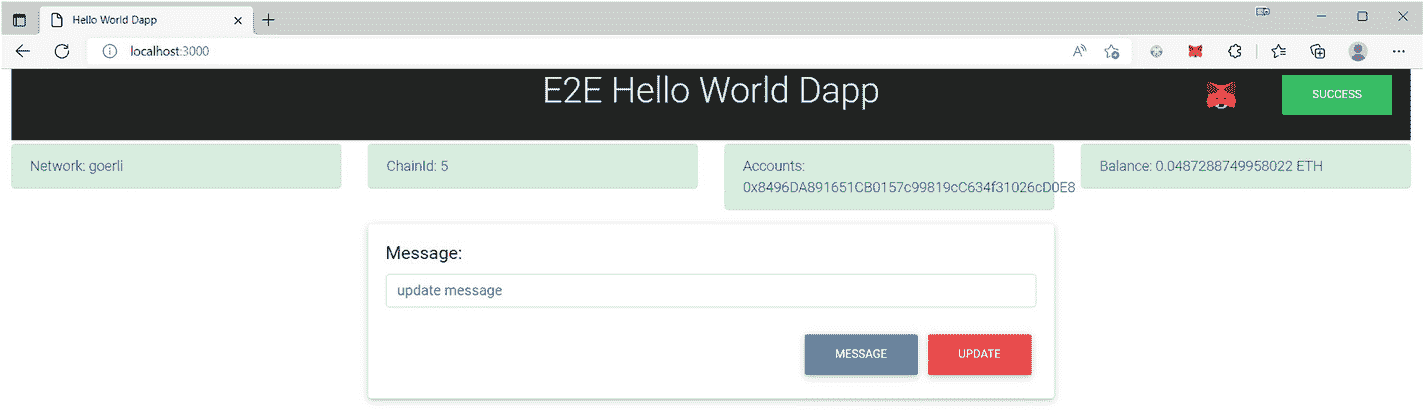 Hello World Dapp
localhost:3000
E2E Hello World Dapp
SUCCESS
Network: goerli
ChainId: 5
Accounts:
0x8496DA891651CB0157c99819cC634f31026cD0E8
Balance: 0.0487288749958022 ETH
Message:
update message
MESSAGE
UPDATE